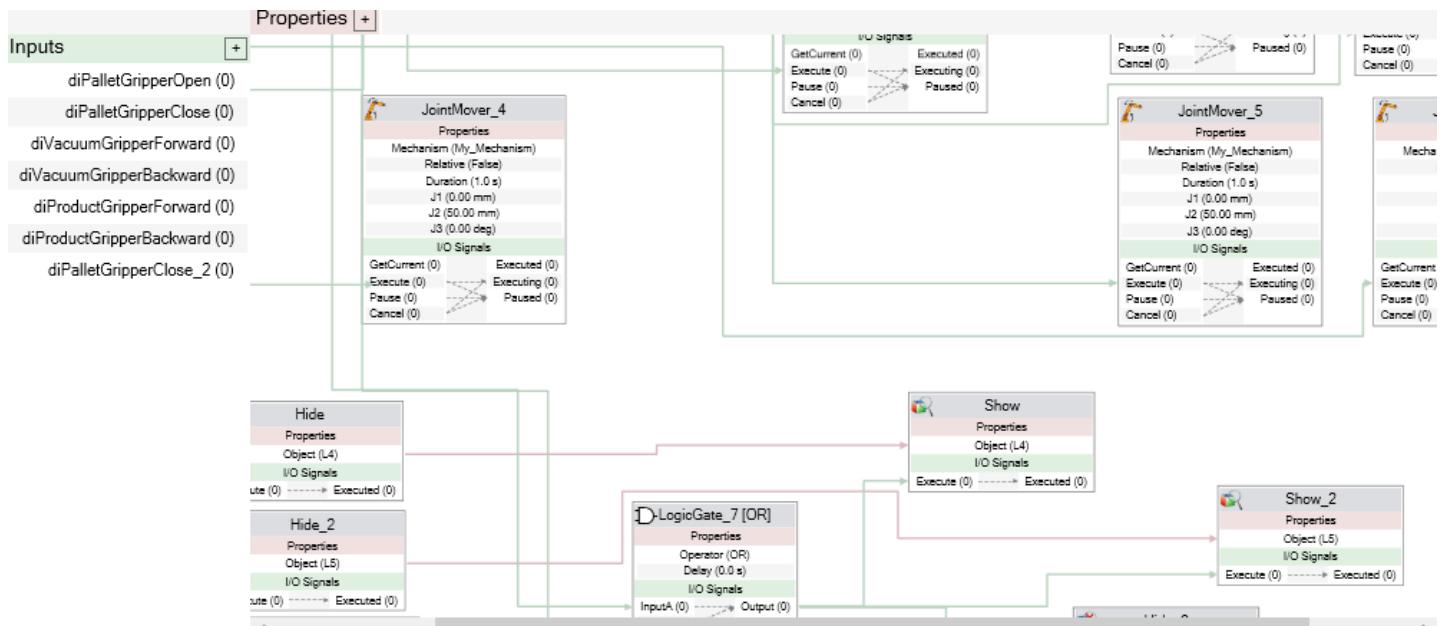 Properties +
Inputs +
diPalletGripperOpen (0)
diPalletGripperClose (0)
diVacuumGripperForward (0)
diVacuumGripperBackward (0)
diProductGripperForward (0)
diProductGripperBackward (0)
diPalletGripperClose_2 (0)
JointMover_4
Properties
Mechanism (My_Mechanism)
Relative (False)
Duration (1.0 s)
J1 (0.00 mm)
J2 (50.00 mm)
J3 (0.00 deg)
I/O Signals
GetCurrent (0) Executed (0)
Execute (0) Executing (0)
Pause (0) Paused (0)
Cancel (0)
I/O Signals
GetCurrent (0) Executed (0)
Execute (0) Executing (0)
Pause (0) Paused (0)
Cancel (0)
Pause (0) Paused (0)
Cancel (0)
Pause (0)
Cancel (0)
JointMover_5
Properties
Mechanism (My_Mechanism)
Relative (False)
Duration (1.0 s)
J1 (0.00 mm)
J2 (50.00 mm)
J3 (0.00 deg)
I/O Signals
GetCurrent (0) Executed (0)
Execute (0) Executing (0)
Pause (0) Paused (0)
Cancel (0)
Mecha
GetCurrent
Execute (0)
Pause (0)
Cancel (0)
Hide
Properties
Object (L4)
I/O Signals
ute (0) Executed (0)
Hide_2
Properties
Object (L5)
I/O Signals
cute (0) Executed (0)
LogicGate_7 [OR]
Properties
Operator (OR)
Delay (0.0 s)
I/O Signals
InputA (0) Output (0)
Show
Properties
Object (L4)
I/O Signals
Execute (0) Executed (0)
Show_2
Properties
Object (L5)
I/O Signals
Execute (0) Executed (0)